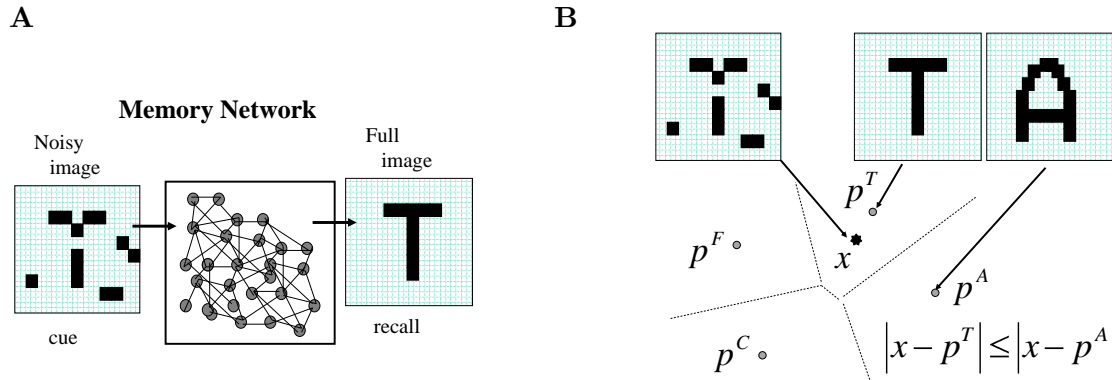 A
Memory Network
Noisy
image
Full
image
cue
recall
B
p^T
p^F
x
p^A
p^C
|x − p^T| ≤ |x − p^A